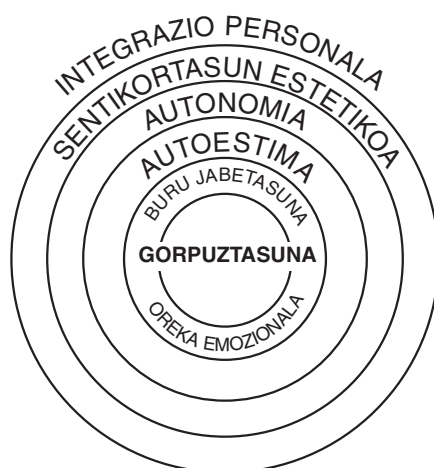 INTEGRAZIO PERSONALA
SENTIKORTASUN ESTETIKOA
AUTONOMIA
AUTOESTIMA
BURU JABETASUNA
GORPUZTASUNA
OREKA EMOZIONALA